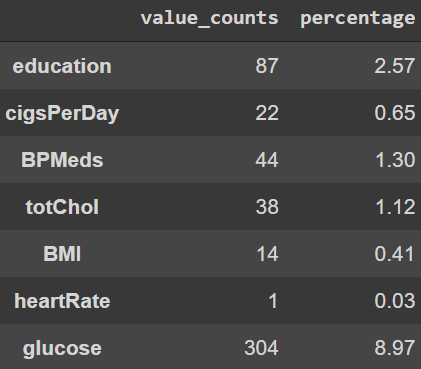 value_counts percentage
education 87 2.57
cigsPerDay 22 0.65
BPMeds 44 1.30
totChol 38 1.12
BMI 14 0.41
heartRate 1 0.03
glucose 304 8.97